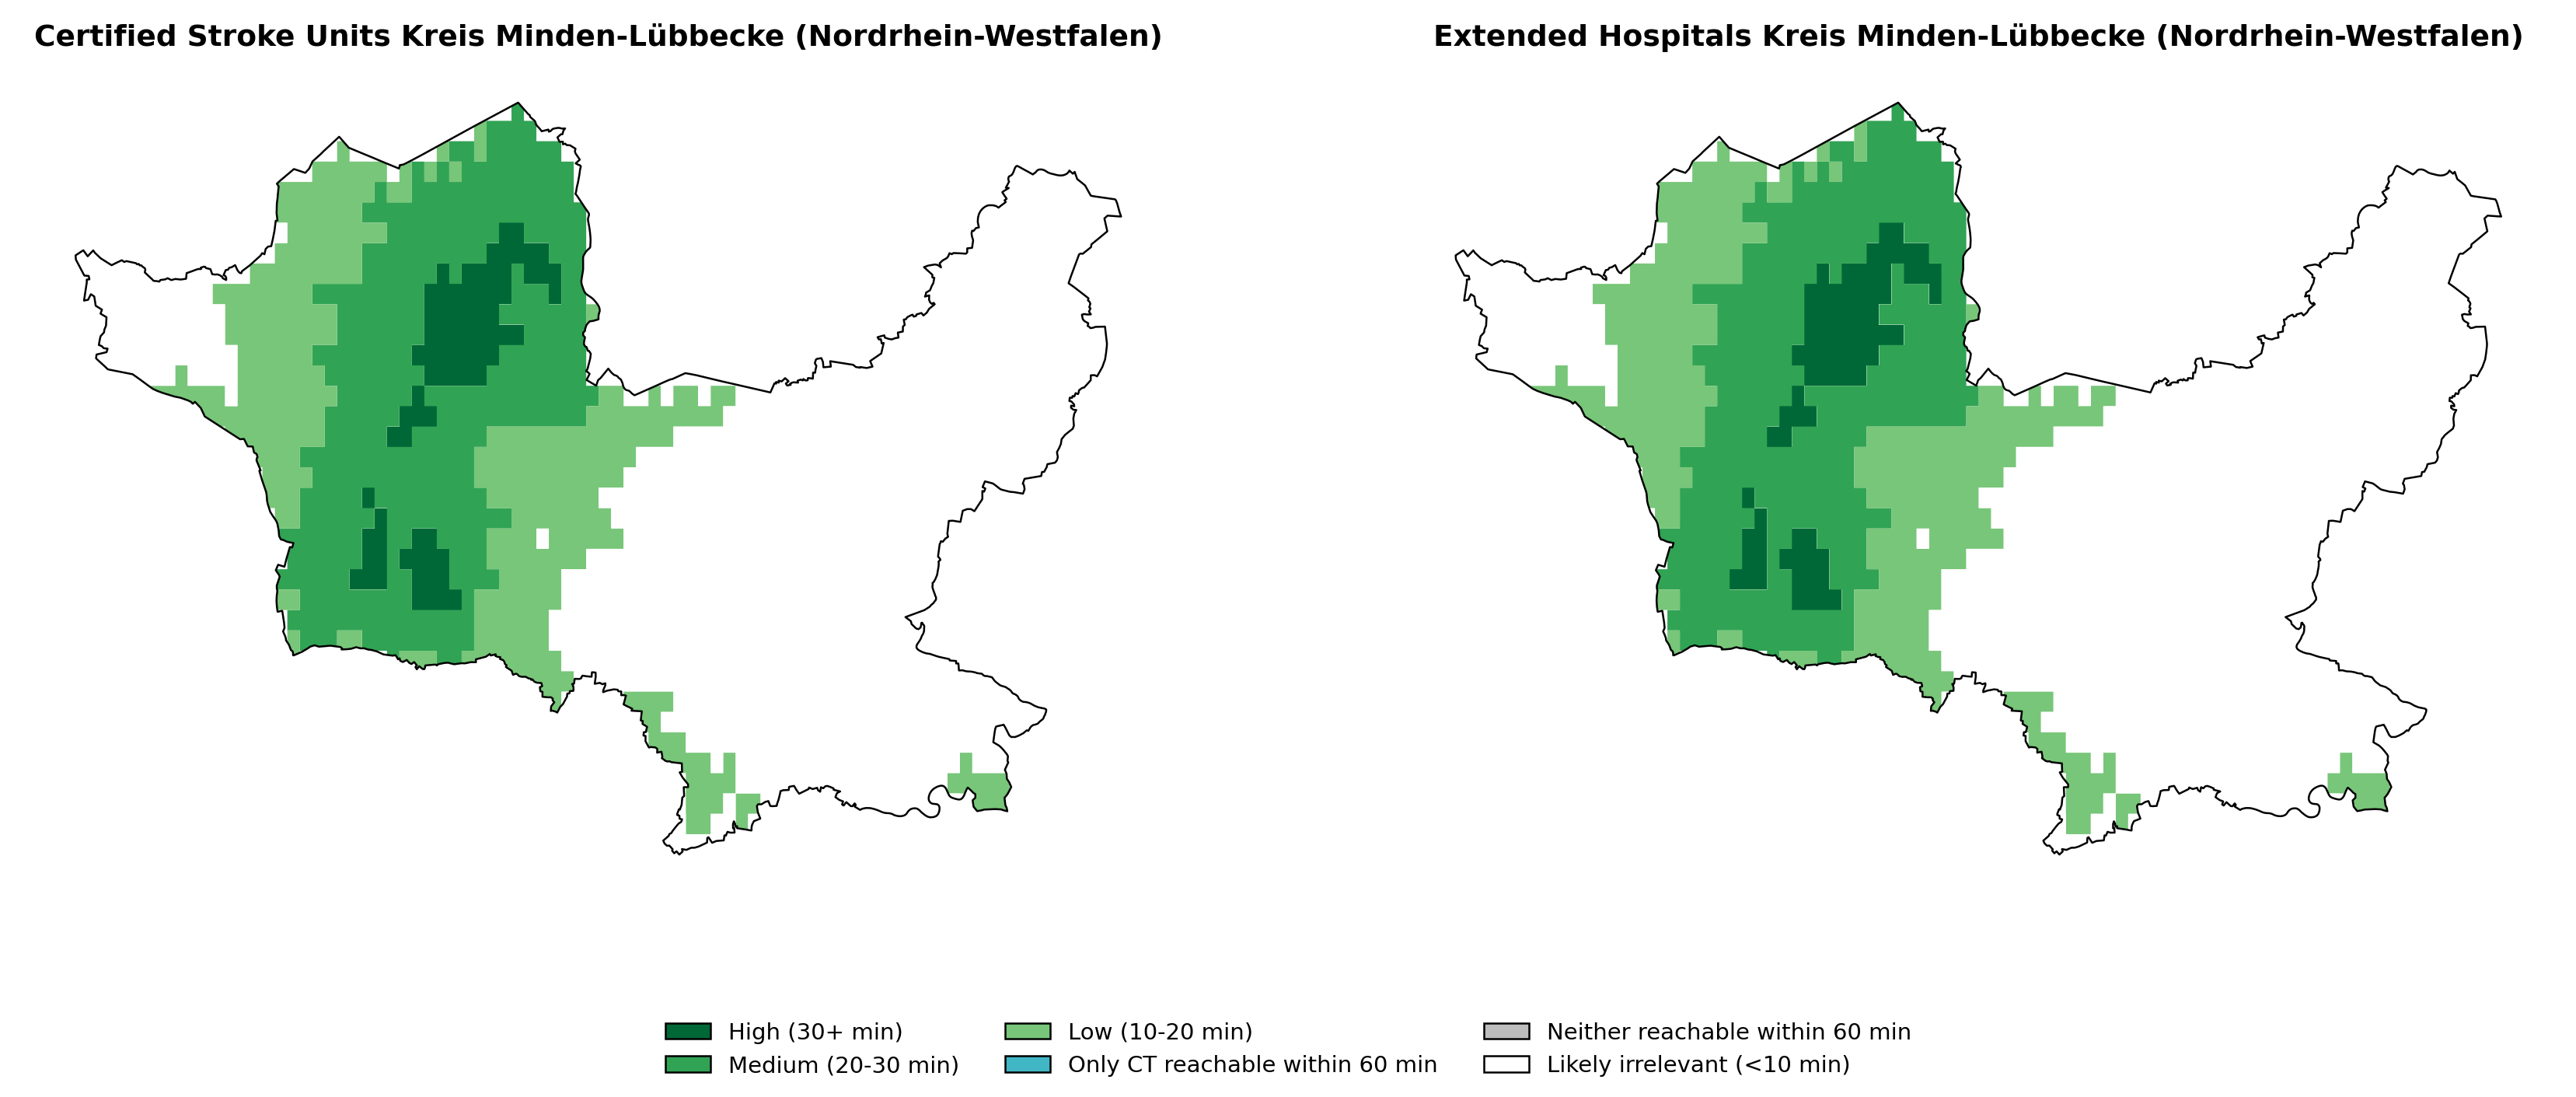 Certified Stroke Units Kreis Minden-Lübbecke (Nordrhein-Westfalen)
Extended Hospitals Kreis Minden-Lübbecke (Nordrhein-Westfalen)
High (30+ min)
Medium (20-30 min)
Low (10-20 min)
Only CT reachable within 60 min
Neither reachable within 60 min
Likely irrelevant (<10 min)